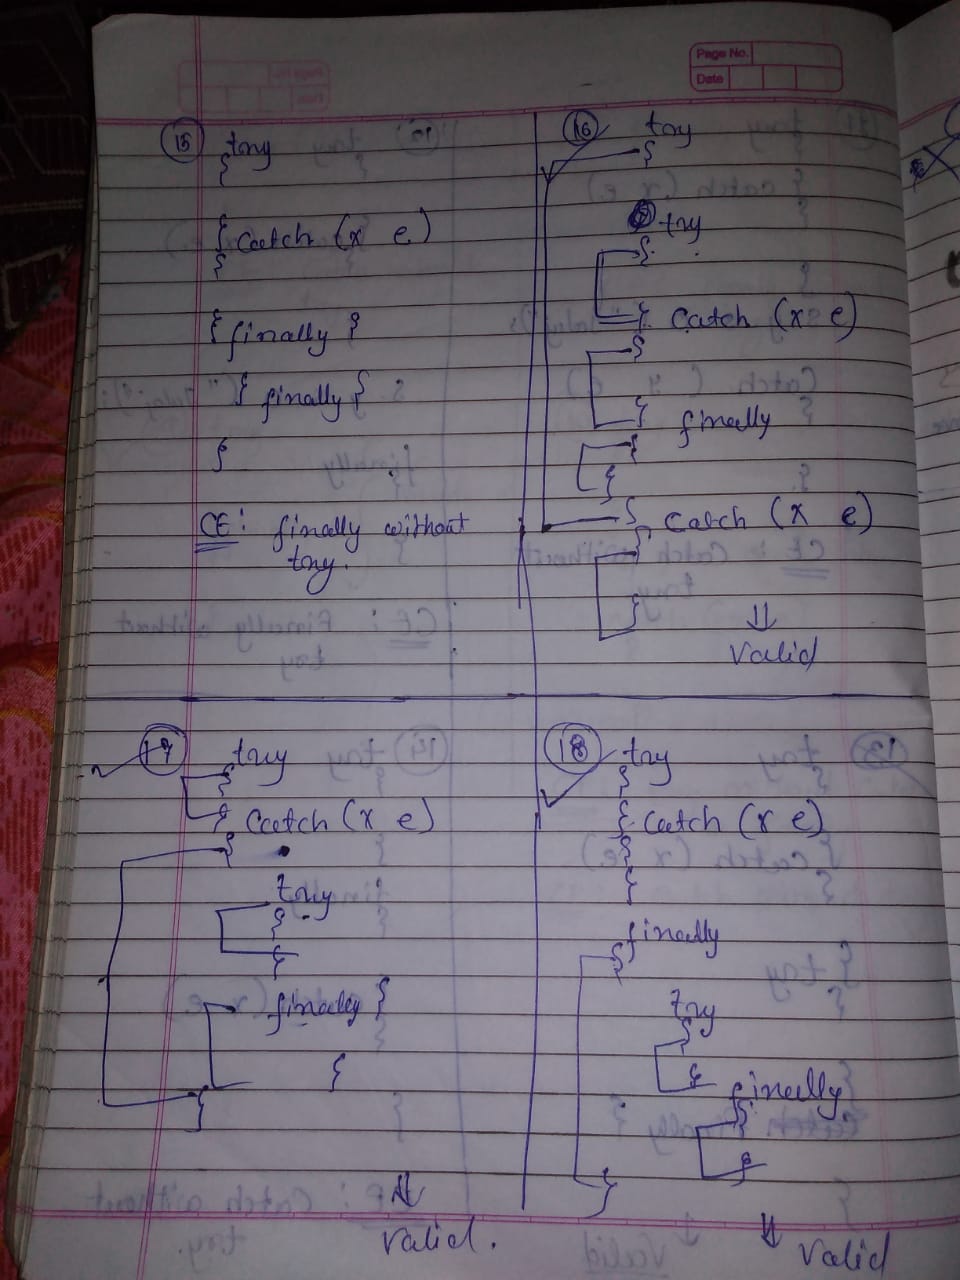 Page No.
Date
15 try
{
} Catch (x e)
{
} finally {
} finally {
}
CE: finally without
try.
16 try
{
try
{
} Catch (x e)
{
} finally
{
}
} Catch (x e)
{
}
⇓
Valid
17 try
{
} Catch (x e)
{
try
{
}
finally {
}
}
⇓
Valid.
18 try
{
} Catch (x e)
{
}
finally
{
try
{
} finally
{
}
}
⇓
Valid